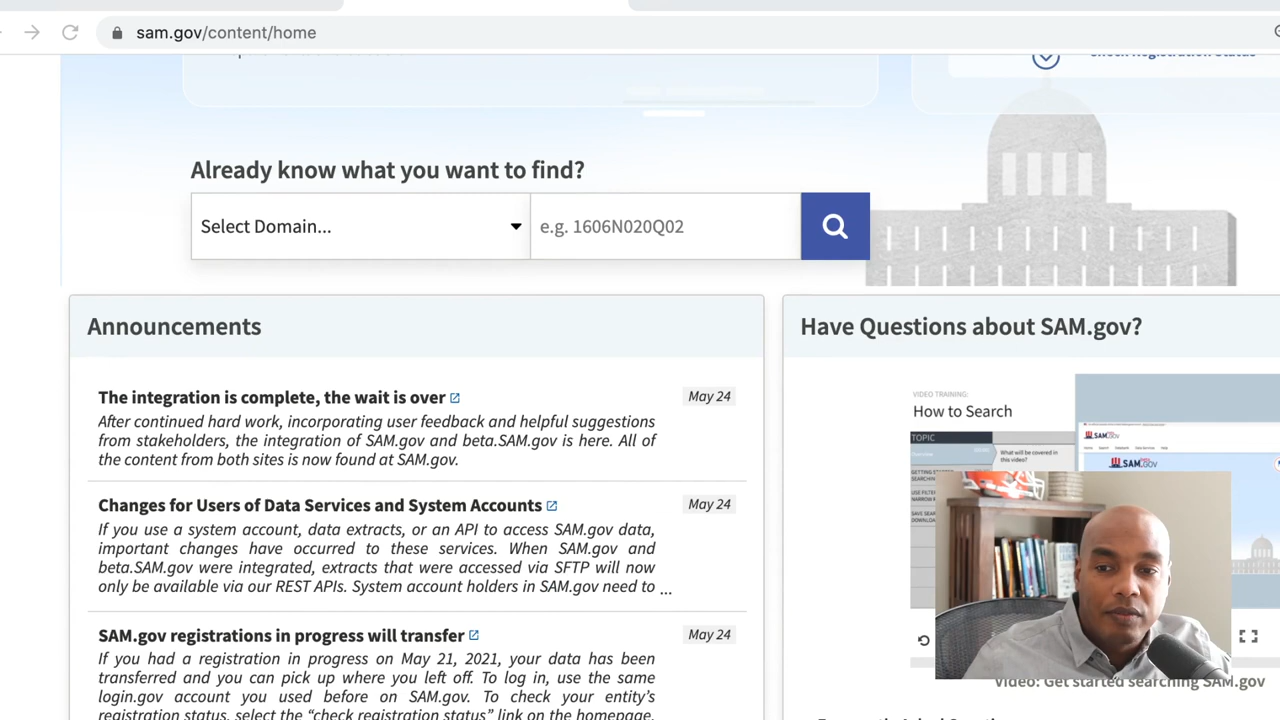 sam.gov/content/home
Check Registration Status
Already know what you want to find?
Select Domain...
e.g. 1606N020Q02
Announcements
The integration is complete, the wait is over
May 24
After continued hard work, incorporating user feedback and helpful suggestions
from stakeholders, the integration of SAM.gov and beta.SAM.gov is here. All of
the content from both sites is now found at SAM.gov.
Changes for Users of Data Services and System Accounts
May 24
If you use a system account, data extracts, or an API to access SAM.gov data,
important changes have occurred to these services. When SAM.gov and
beta.SAM.gov were integrated, extracts that were accessed via SFTP will now
only be available via our REST APIs. System account holders in SAM.gov need to ...
SAM.gov registrations in progress will transfer
May 24
If you had a registration in progress on May 21, 2021, your data has been
transferred and you can pick up where you left off. To log in, use the same
login.gov account you used before on SAM.gov. To check your entity's
registration status, select the "check registration status" link on the homepage.
Have Questions about SAM.gov?
VIDEO TRAINING:
How to Search
TOPIC
What will be covered in
this video?
SAM.GOV
SAM.GOV
Video: Get started searching SAM.gov